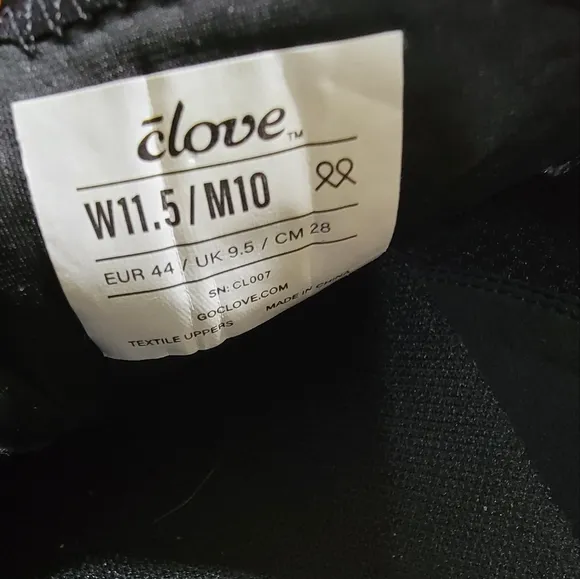 clove™
W11.5 / M10
EUR 44 / UK 9.5 / CM 28
SN: CL007
GOCLOVE.COM
TEXTILE UPPERS MADE IN CHINA